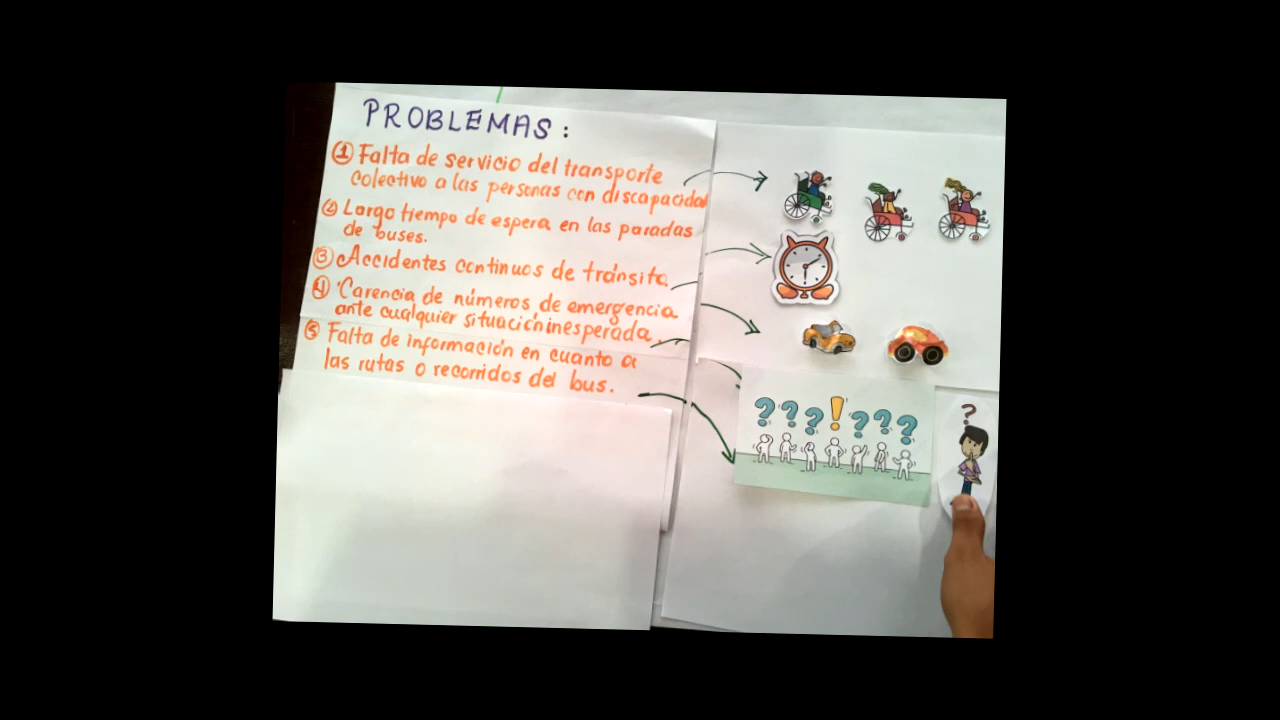 PROBLEMAS:
① Falta de servicio del transporte
colectivo a las personas con discapacidad
② Largo tiempo de espera en las paradas
de buses.
③ Accidentes continuos de tránsito.
④ Carencia de números de emergencia
ante cualquier situación inesperada.
⑤ Falta de información en cuanto a
las rutas o recorridos del bus.
? ? ? ! ? ? ?
?